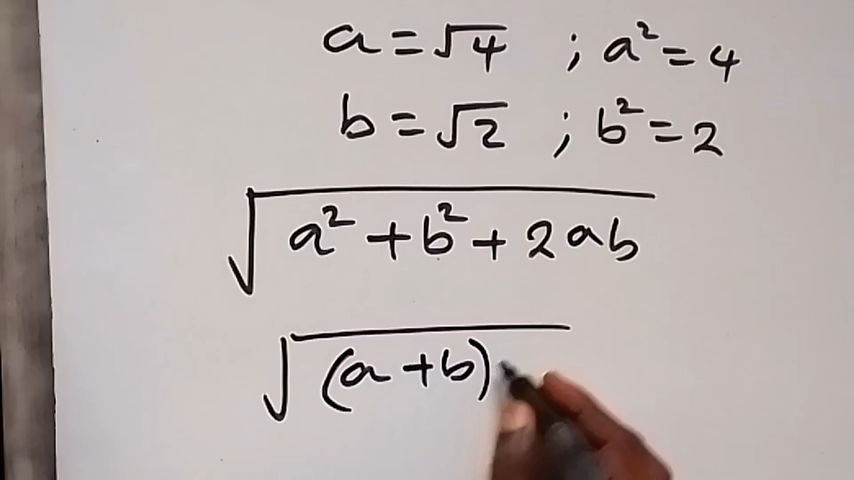 a = √4 ; a² = 4
b = √2 ; b² = 2
√(a² + b² + 2ab)
√(a + b)